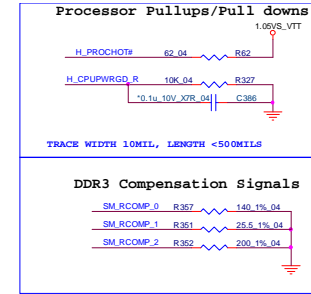 Processor Pullups/Pull downs
1.05VS_VTT
H_PROCHOT# 62_04 R62
H_CPUPWRGD_R 10K_04 R327
*0.1u_10V_X7R_04 C386
TRACE WIDTH 10MIL, LENGTH <500MILS
DDR3 Compensation Signals
SM_RCOMP_0 R357 140_1%_04
SM_RCOMP_1 R351 25.5_1%_04
SM_RCOMP_2 R352 200_1%_04